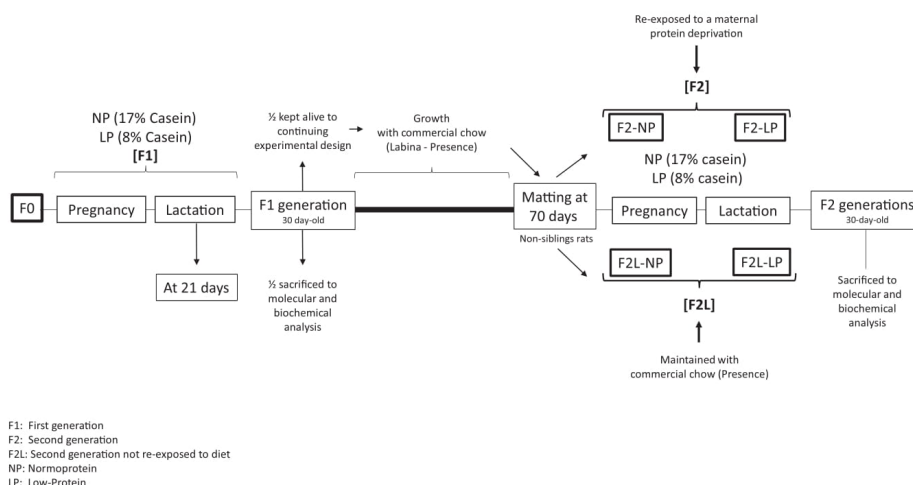 Re-exposed to a maternal
protein deprivation
[F2]
NP (17% Casein)
LP (8% Casein)
[F1]
½ kept alive to
continuing
experimental design
Growth
with commercial chow
(Labina - Presence)
F2-NP
F2-LP
NP (17% casein)
LP (8% casein)
F0
Pregnancy
Lactation
F1 generation
30 day-old
Matting at
70 days
Non-siblings rats
Pregnancy
Lactation
F2 generations
30-day-old
At 21 days
½ sacrificed to
molecular and
biochemical
analysis
F2L-NP
F2L-LP
[F2L]
Sacrificed to
molecular and
biochemical
analysis
Maintained with
commercial chow (Presence)
F1: First generation
F2: Second generation
F2L: Second generation not re-exposed to diet
NP: Normoprotein
LP: Low-Protein